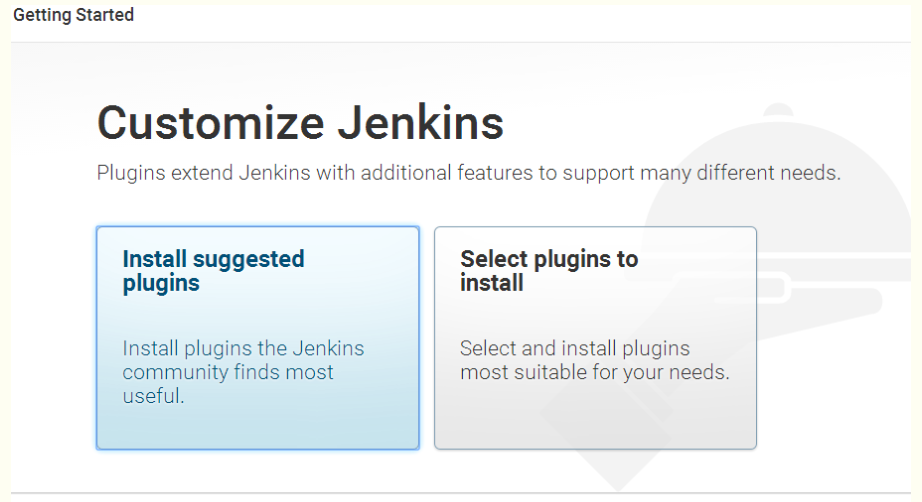 Getting Started
Customize Jenkins
Plugins extend Jenkins with additional features to support many different needs.
Install suggested
plugins
Install plugins the Jenkins
community finds most
useful.
Select plugins to
install
Select and install plugins
most suitable for your needs.